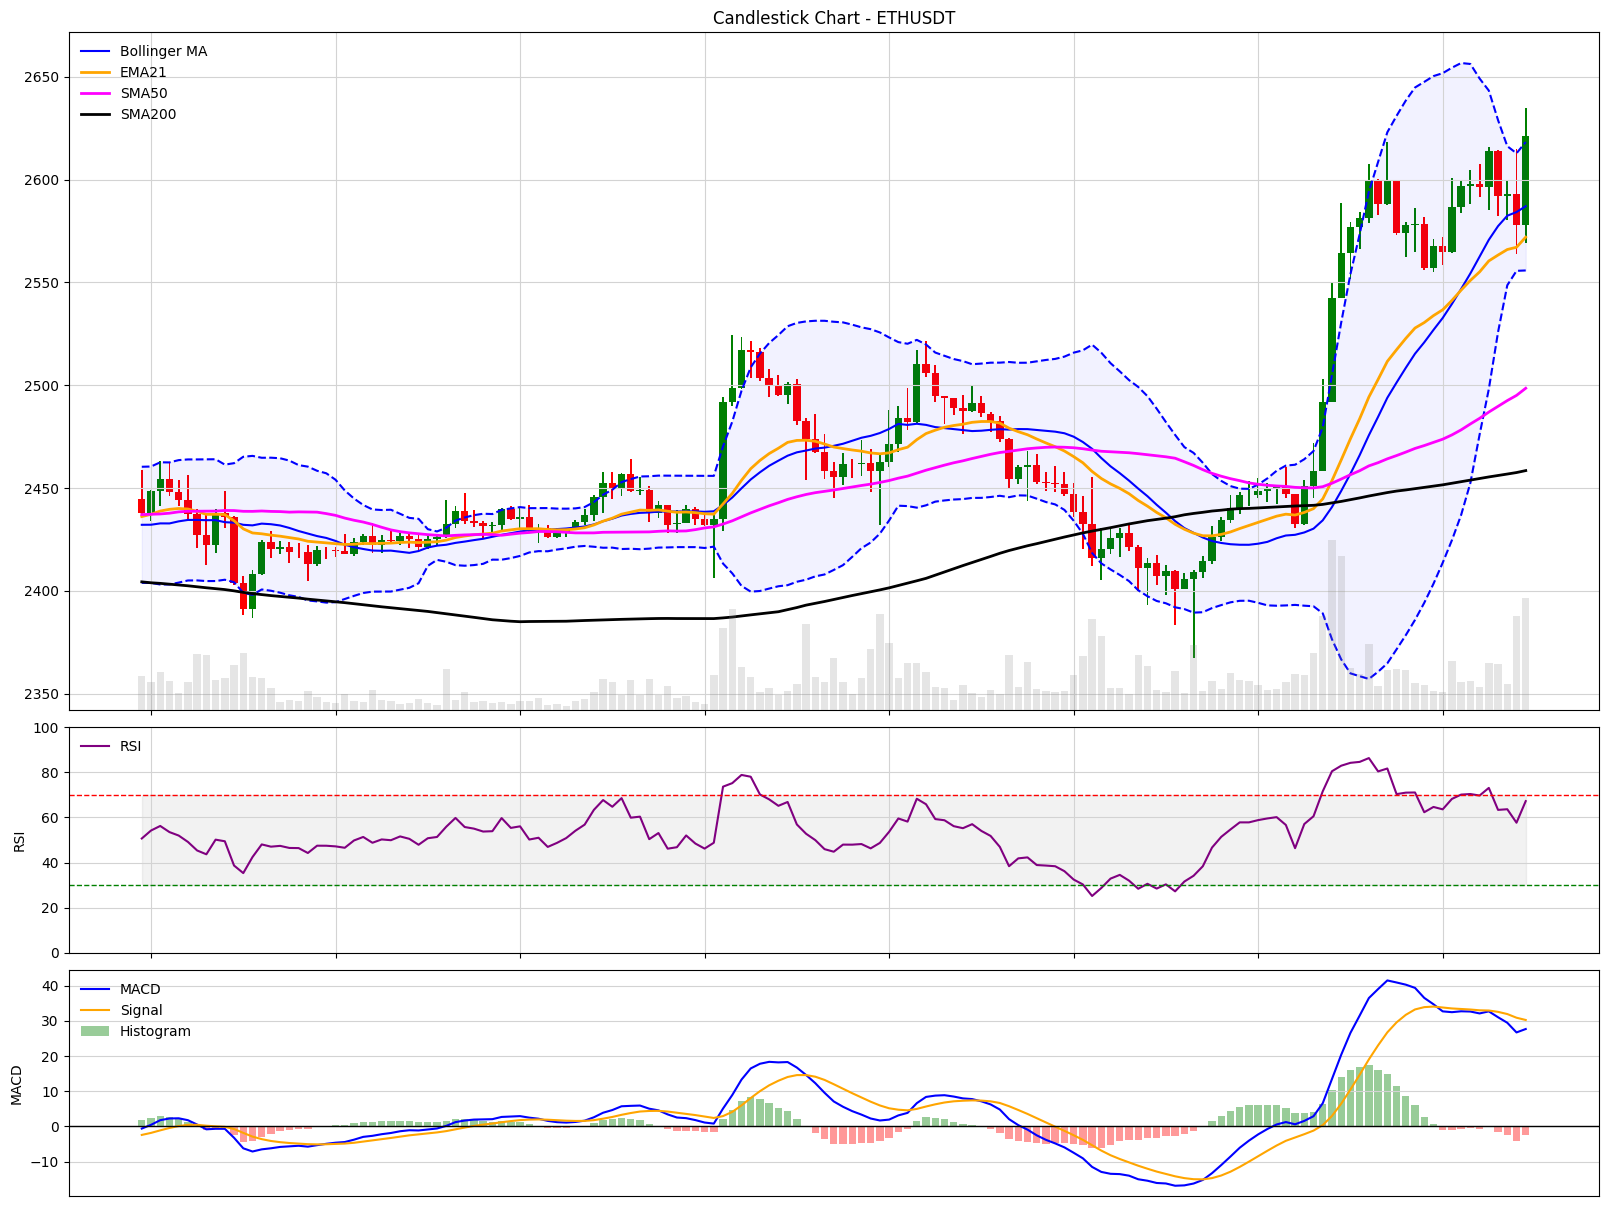 Candlestick Chart - ETHUSDT
Bollinger MA
EMA21
SMA50
SMA200
2650
2600
2550
2500
2450
2400
2350
RSI
100
80
60
40
20
0
RSI
MACD
Signal
Histogram
40
30
20
10
0
−10
MACD